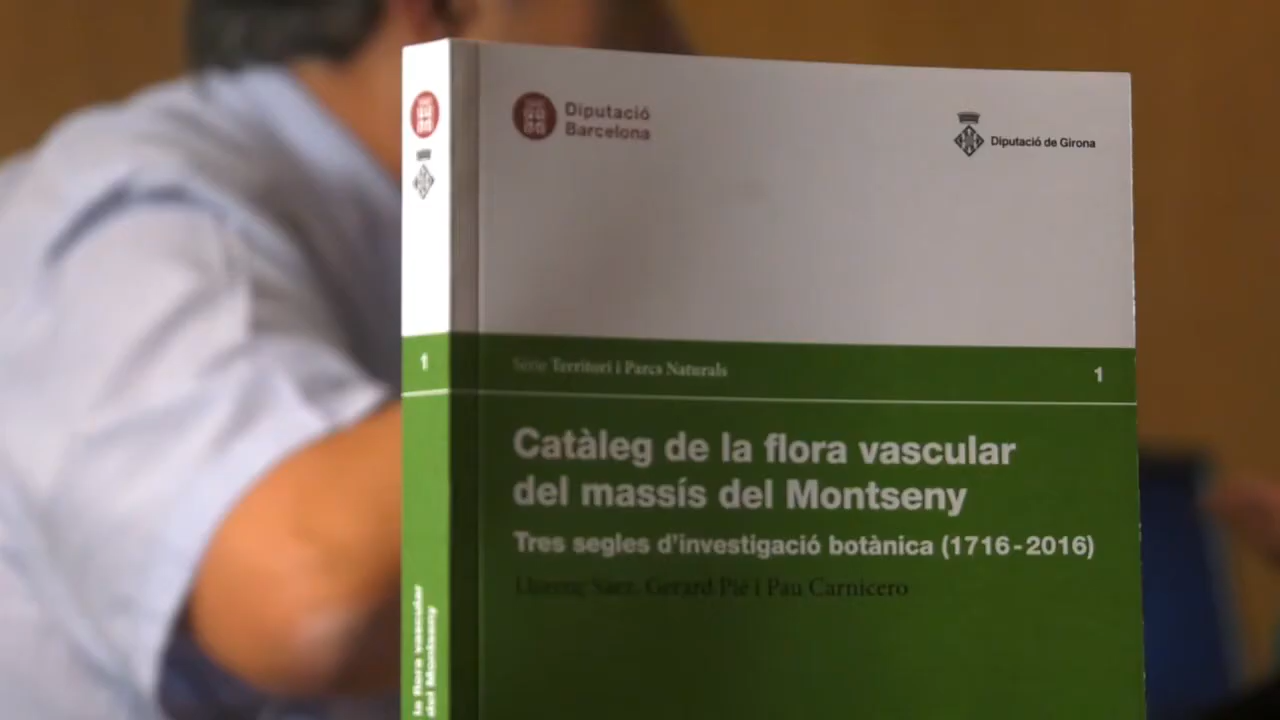 Diputació
Barcelona
Diputació de Girona
1
Sèrie Territori i Parcs Naturals
1
Catàleg de la flora vascular
del massís del Montseny
Tres segles d'investigació botànica (1716-2016)
Llorenç Sáez, Gerard Pié i Pau Carnicero
la flora vascular
del Montseny